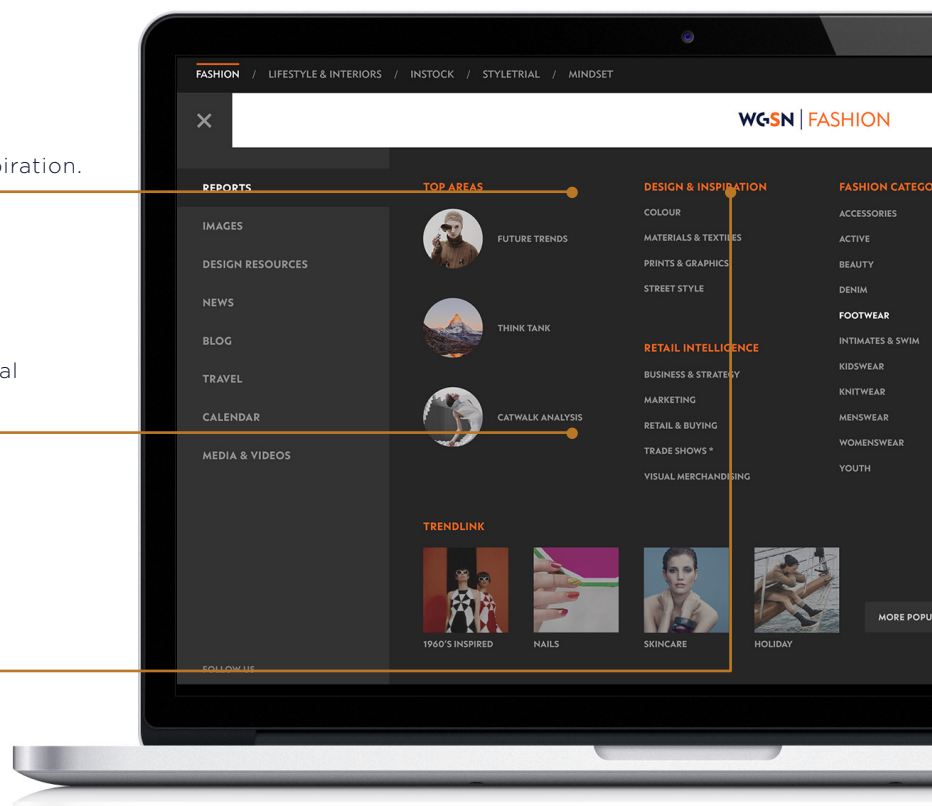 FASHION / LIFESTYLE & INTERIORS / INSTOCK / STYLETRIAL / MINDSET
WGSN | FASHION
piration.
al
REPORTS
IMAGES
DESIGN RESOURCES
NEWS
BLOG
TRAVEL
CALENDAR
MEDIA & VIDEOS
FOLLOW US
TOP AREAS
FUTURE TRENDS
THINK TANK
CATWALK ANALYSIS
DESIGN & INSPIRATION
COLOUR
MATERIALS & TEXTILES
PRINTS & GRAPHICS
STREET STYLE
RETAIL INTELLIGENCE
BUSINESS & STRATEGY
MARKETING
RETAIL & BUYING
TRADE SHOWS *
VISUAL MERCHANDISING
FASHION CATEGO
ACCESSORIES
ACTIVE
BEAUTY
DENIM
FOOTWEAR
INTIMATES & SWIM
KIDSWEAR
KNITWEAR
MENSWEAR
WOMENSWEAR
YOUTH
TRENDLINK
1960'S INSPIRED
NAILS
SKINCARE
HOLIDAY
MORE POPU